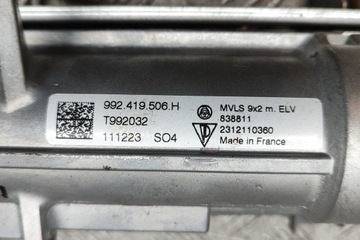 992.419.506.H
T992032
111223 SO4
MVLS 9x2 m. ELV
838811
2312110360
Made in France